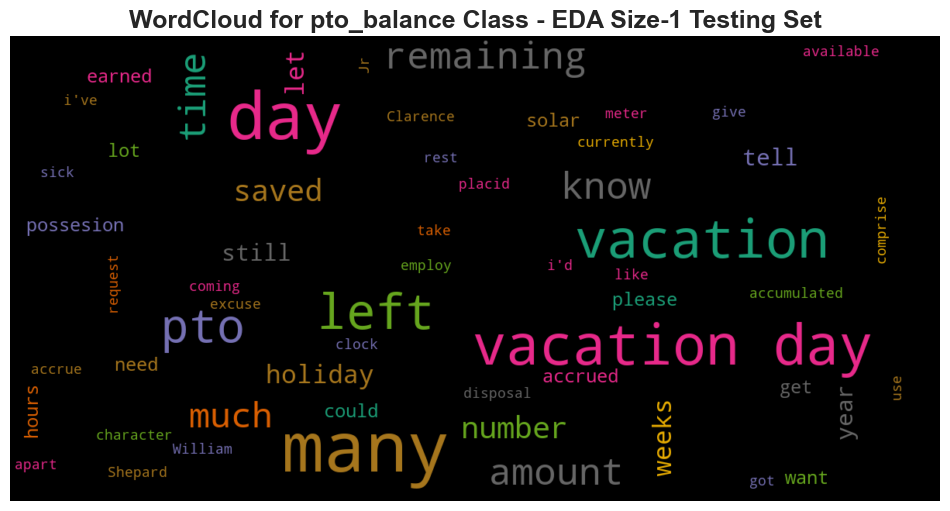 WordCloud for pto_balance Class - EDA Size-1 Testing Set
remaining
available
time
let
Jr
earned
day
i've
Clarence
solar
meter
give
currently
lot
rest
tell
sick
saved
placid
know
possesion
take
vacation
comprise
still
employ
i'd
like
request
coming
excuse
left
please
accumulated
pto
clock
vacation day
accrue
need
holiday
accrued
disposal
get
use
hours
much
could
number
weeks
year
character
William
many
apart
Shepard
amount
got
want